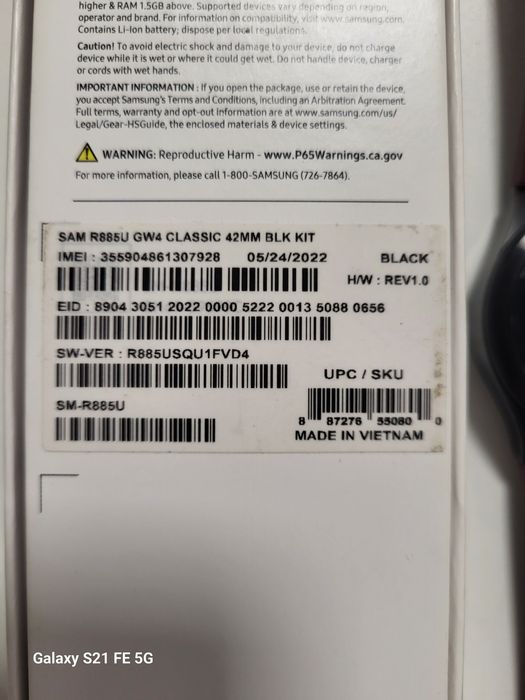 higher & RAM 1.5GB above. Supported devices vary depending on region,
operator and brand. For information on compatibility, visit www.samsung.com.
Contains Li-Ion battery; dispose per local regulations.
Caution! To avoid electric shock and damage to your device, do not charge
device while it is wet or where it could get wet. Do not handle device, charger
or cords with wet hands.
IMPORTANT INFORMATION : If you open the package, use or retain the device,
you accept Samsung's Terms and Conditions, including an Arbitration Agreement.
Full terms, warranty and opt-out information are at www.samsung.com/us/
Legal/Gear-HSGuide, the enclosed materials & device settings.
WARNING: Reproductive Harm - www.P65Warnings.ca.gov
For more information, please call 1-800-SAMSUNG (726-7864).
SAM R885U GW4 CLASSIC 42MM BLK KIT
IMEI : 355904861307928 05/24/2022 BLACK
H/W : REV1.0
EID : 8904 3051 2022 0000 5222 0013 5088 0656
SW-VER : R885USQU1FVD4
UPC / SKU
SM-R885U
8 87276 55080 0
MADE IN VIETNAM
Galaxy S21 FE 5G